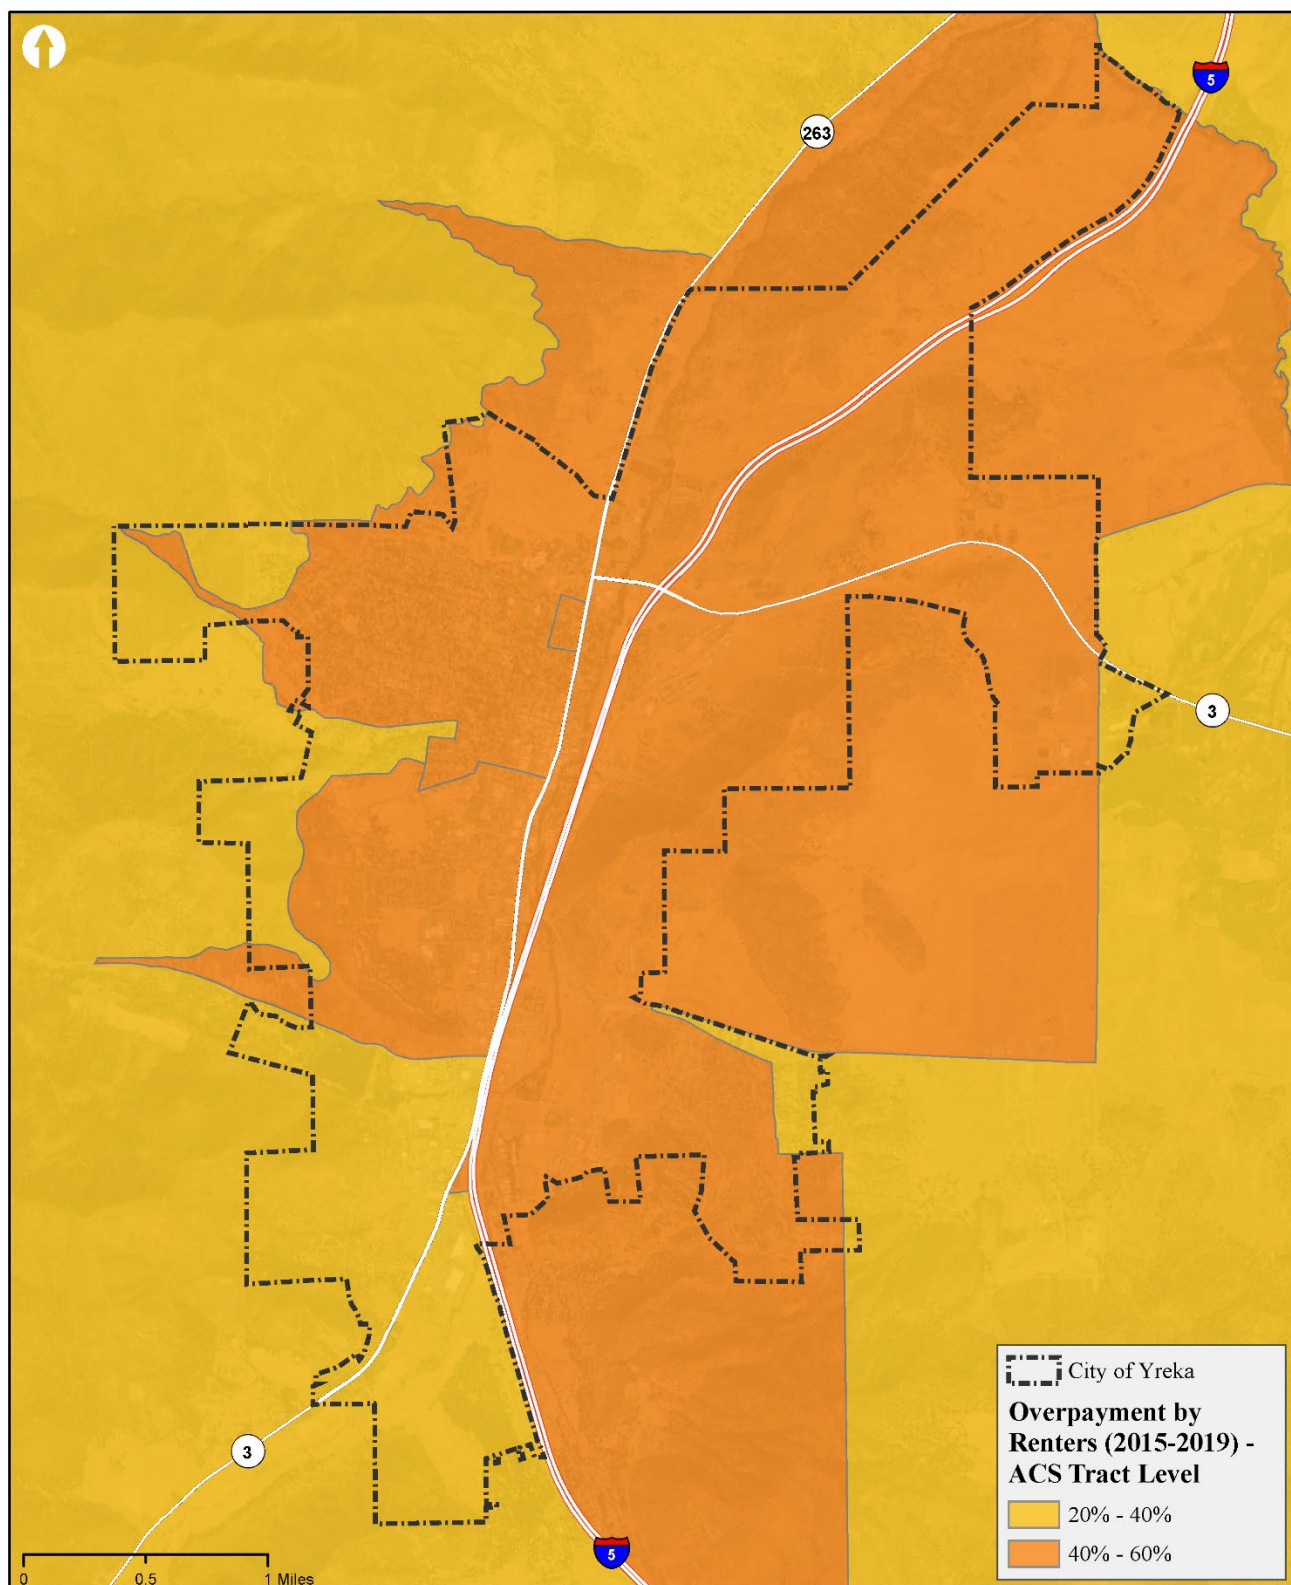 5
263
3
3
5
City of Yreka
Overpayment by
Renters (2015-2019) -
ACS Tract Level
20% - 40%
40% - 60%
0 0.5 1 Miles